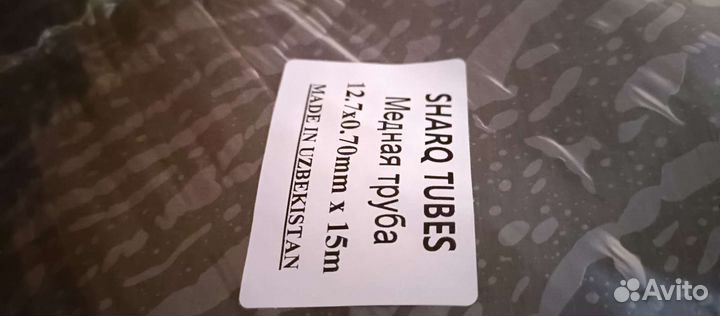 SHARQ TUBES
Медная труба
12.7x0.70mm x 15m
MADE IN UZBEKISTAN
Avito